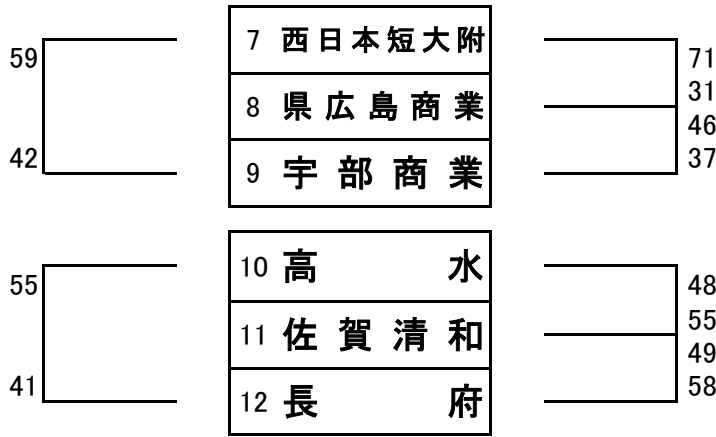 7 西日本短大附
59 71
8 県広島商業
31
46
42 9 宇部商業 37
10 高水
55 48
11 佐賀清和
55
49
41 12 長府 58